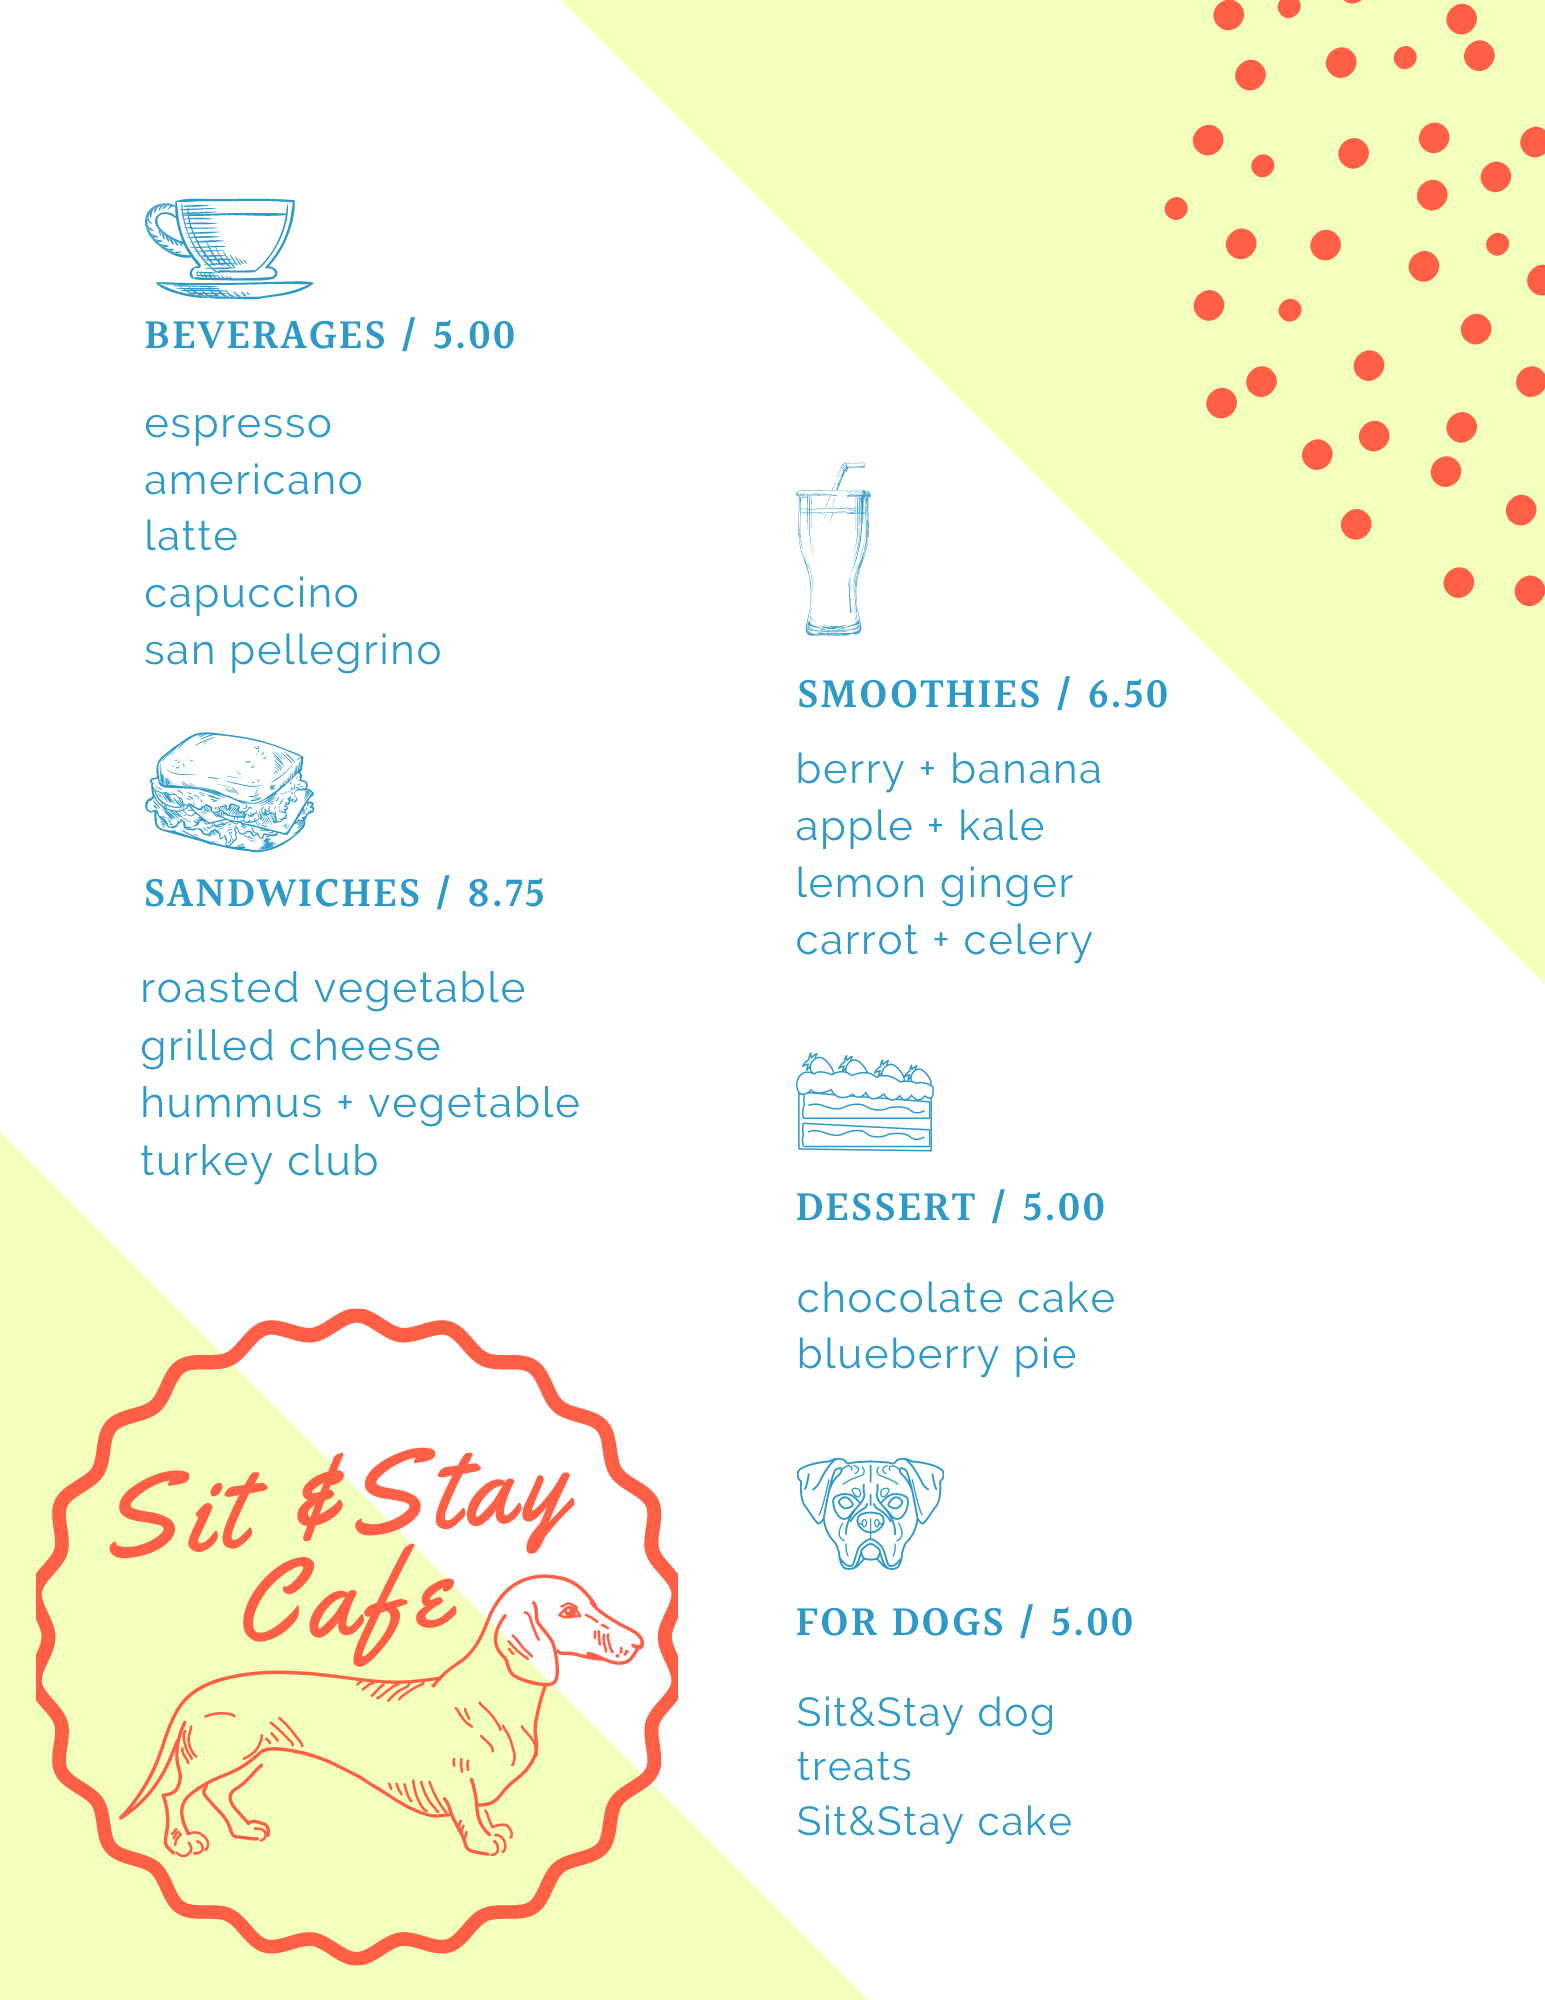 BEVERAGES / 5.00
espresso
americano
latte
capuccino
san pellegrino
SANDWICHES / 8.75
roasted vegetable
grilled cheese
hummus + vegetable
turkey club
SMOOTHIES / 6.50
berry + banana
apple + kale
lemon ginger
carrot + celery
DESSERT / 5.00
chocolate cake
blueberry pie
FOR DOGS / 5.00
Sit&Stay dog
treats
Sit&Stay cake
Sit & Stay
Cafe